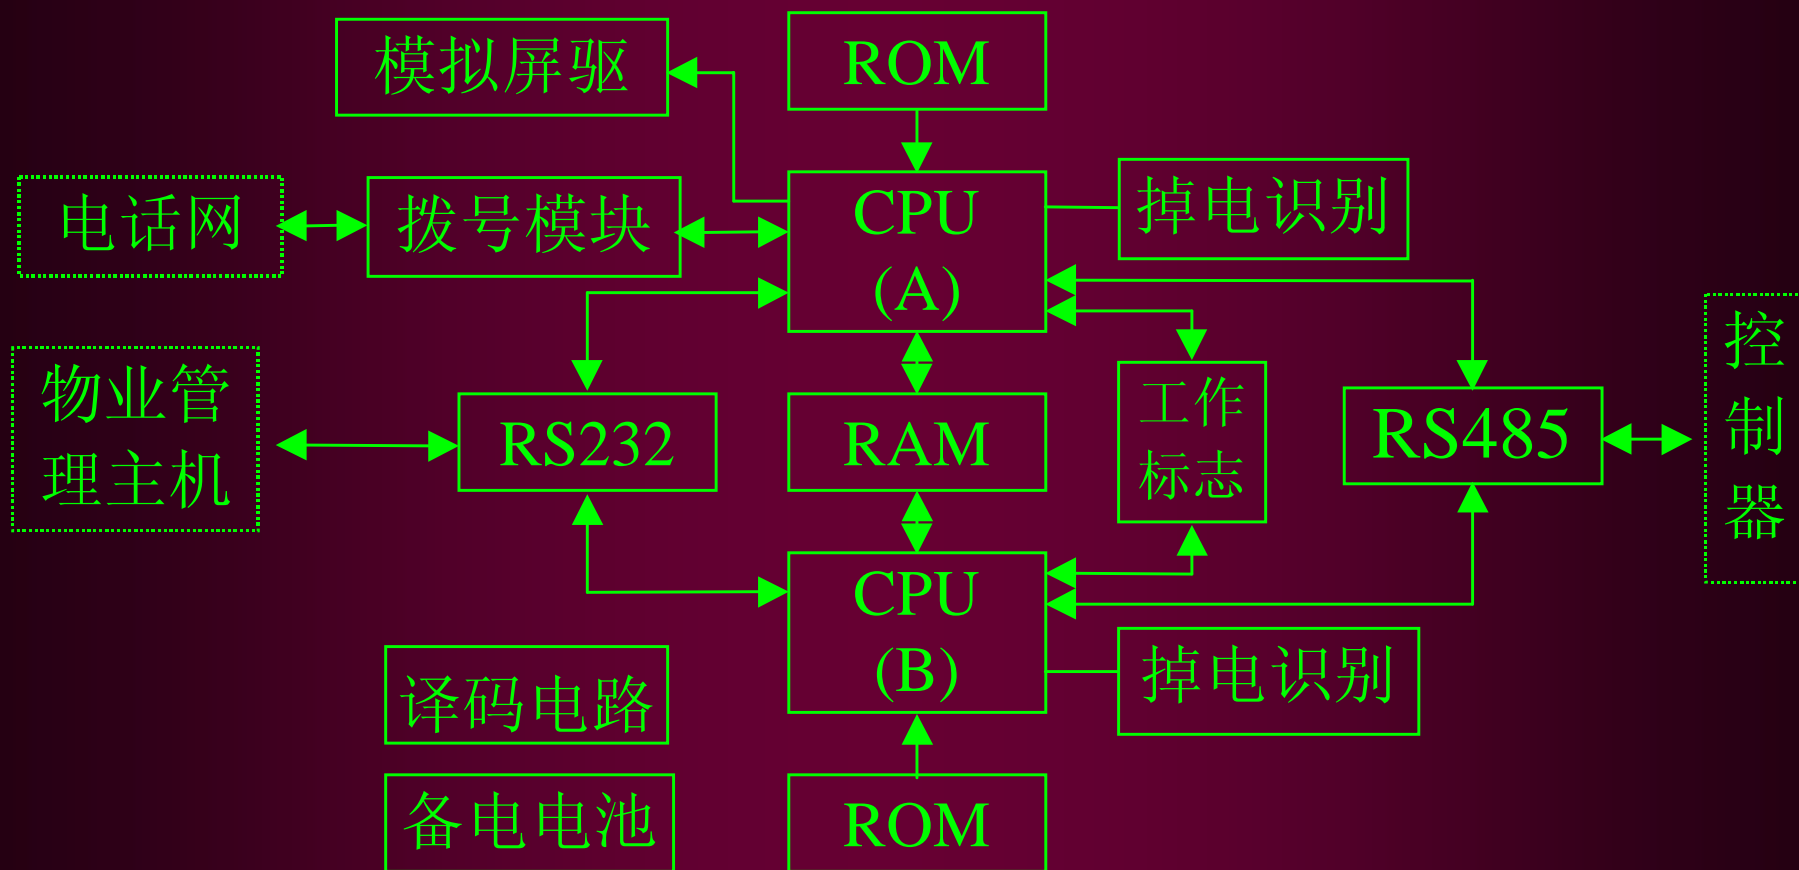 模拟屏驱
ROM
电话网
拨号模块
CPU
(A)
掉电识别
物业管
理主机
RS232
RAM
工作
标志
RS485
控
制
器
CPU
(B)
掉电识别
译码电路
备电电池
ROM